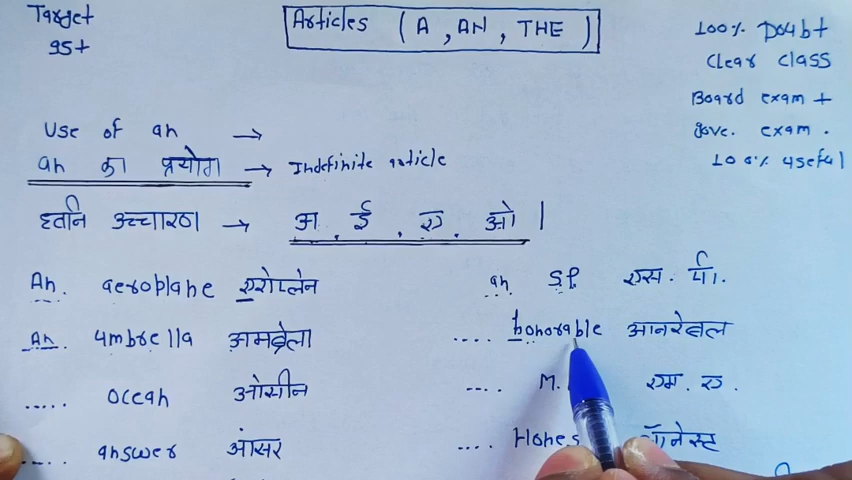 Target
95+
Articles ( A , AN , THE )
100% Doubt
Clear Class
Board exam +
gove. exam .
100% useful
Use of an →
an का प्रयोग → Indefinite article
ध्वनि उच्चारण → अ . ई . ए . ओ |
An. aeroplane एरोप्लेन
An. umbrella अमब्रेला
..... ocean ओसीन
..... answer आंसर
an S.P. एस. पी.
.... honorable आनरेबल
.... M. एम. ए.
.... Hones